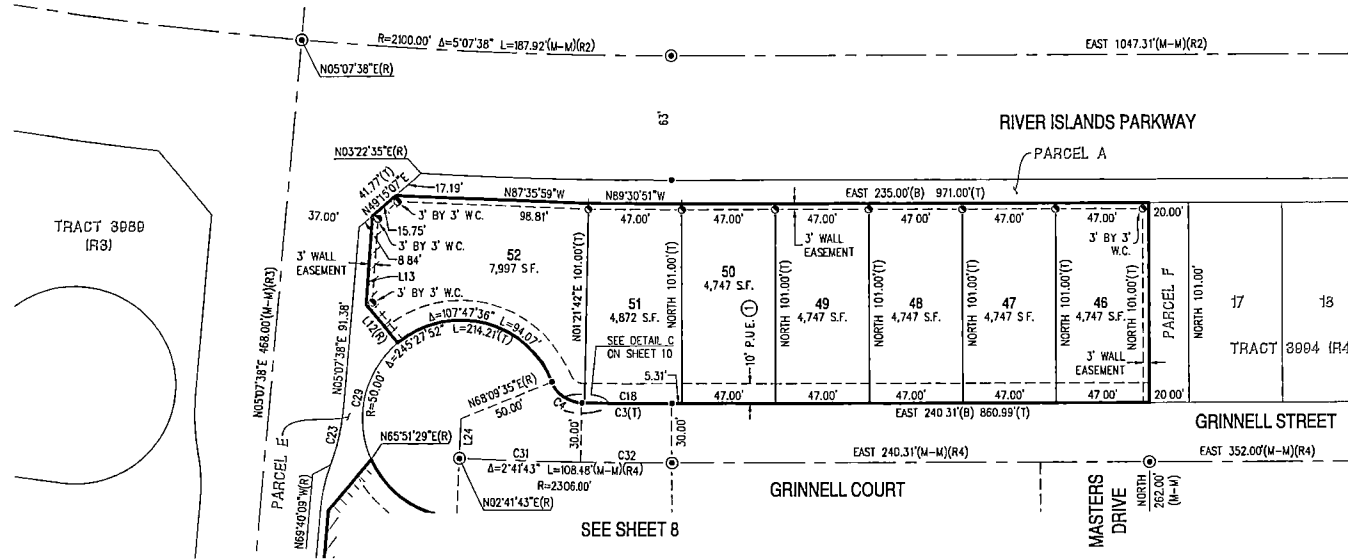 R=2100.00' Δ=5°07'38" L=187.92'(M-M)(R2)
EAST 1047.31'(M-M)(R2)
N05°07'38"E(R)
63'
RIVER ISLANDS PARKWAY
PARCEL A
N03°22'35"E(R)
41.77'(T)
N49°15'07"E
17.19'
N87°35'59"W
N89°30'51"W
EAST 235.00'(B) 971.00'(T)
TRACT 3989
(R3)
37.00'
3' BY 3' W.C.
98.81'
47.00'
47.00'
47.00'
47.00'
47.00'
47.00'
20.00'
15.75'
3' BY 3' W.C.
8.84'
3' WALL
EASEMENT
L13
3' BY 3' W.C.
52
7,997 S.F.
3' WALL
EASEMENT
3' BY 3'
W.C.
N01°21'42"E 101.00'(T)
51
4,872 S.F.
NORTH 101.00'(T)
50
4,747 S.F.
NORTH 101.00'(T)
49
4,747 S.F.
NORTH 101.00'(T)
48
4,747 S.F.
NORTH 101.00'(T)
47
4,747 S.F.
NORTH 101.00'(T)
46
4,747 S.F.
NORTH 101.00'(T)
PARCEL F
NORTH 101.00'
17
18
TRACT 3994 (R4
L12(R)
Δ=107°47'36" L=94.07'
Δ=245°27'52" L=214.21'(T)
R=50.00'
SEE DETAIL C
ON SHEET 10
10' P.U.E. 1
3' WALL
EASEMENT
5.31'
N05°07'38"E 468.00'(M-M)(R3)
N05°07'38"E 91.38'
C29
C23
N68°09'35"E(R)
50.00'
C4
C18
47.00'
47.00'
47.00'
47.00'
47.00'
20.00'
C3(T)
EAST 240.31'(B) 860.99'(T)
GRINNELL STREET
L24
30.00'
30.00'
N65°51'29"E(R)
PARCEL E
C31
C32
EAST 240.31'(M-M)(R4)
EAST 352.00'(M-M)(R4)
Δ=2°41'43" L=108.48'(M-M)(R4)
R=2306.00'
N69°40'09"W(R)
N02°41'43"E(R)
GRINNELL COURT
MASTERS
DRIVE
NORTH
262.00'
(M-M)
SEE SHEET 8